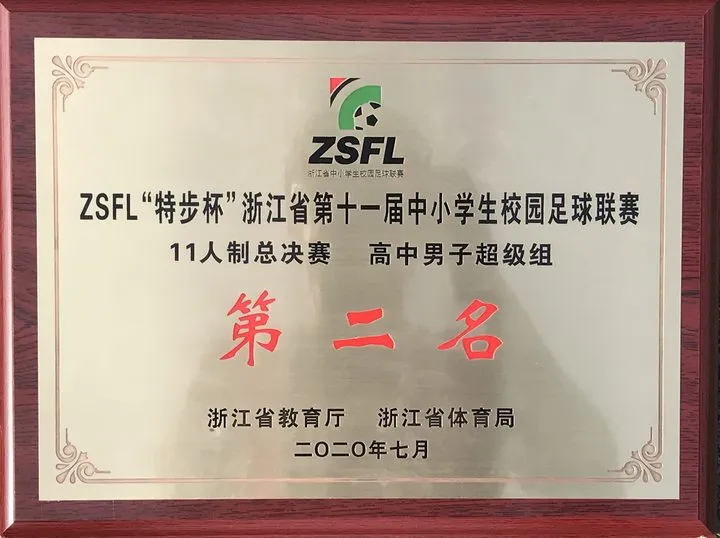 ZSFL
浙江省中小学生校园足球联赛
ZSFL“特步杯”浙江省第十一届中小学生校园足球联赛
11人制总决赛 高中男子超级组
第二名
浙江省教育厅 浙江省体育局
二〇二〇年七月